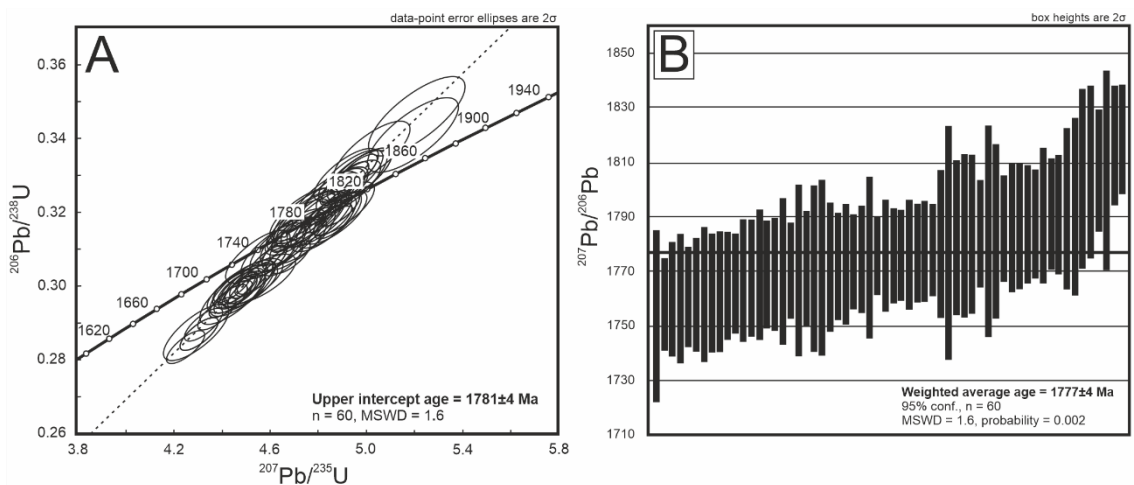 data-point error ellipses are 2σ
A
0.36
0.34
0.32
0.30
0.28
0.26
²⁰⁶Pb/²³⁸U
1940
1900
1860
1820
1780
1740
1700
1660
1620
Upper intercept age = 1781±4 Ma
n = 60, MSWD = 1.6
3.8
4.2
4.6
5.0
5.4
5.8
²⁰⁷Pb/²³⁵U
box heights are 2σ
B
1850
1830
1810
1790
1770
1750
1730
1710
²⁰⁷Pb/²⁰⁶Pb
Weighted average age = 1777±4 Ma
95% conf., n = 60
MSWD = 1.6, probability = 0.002